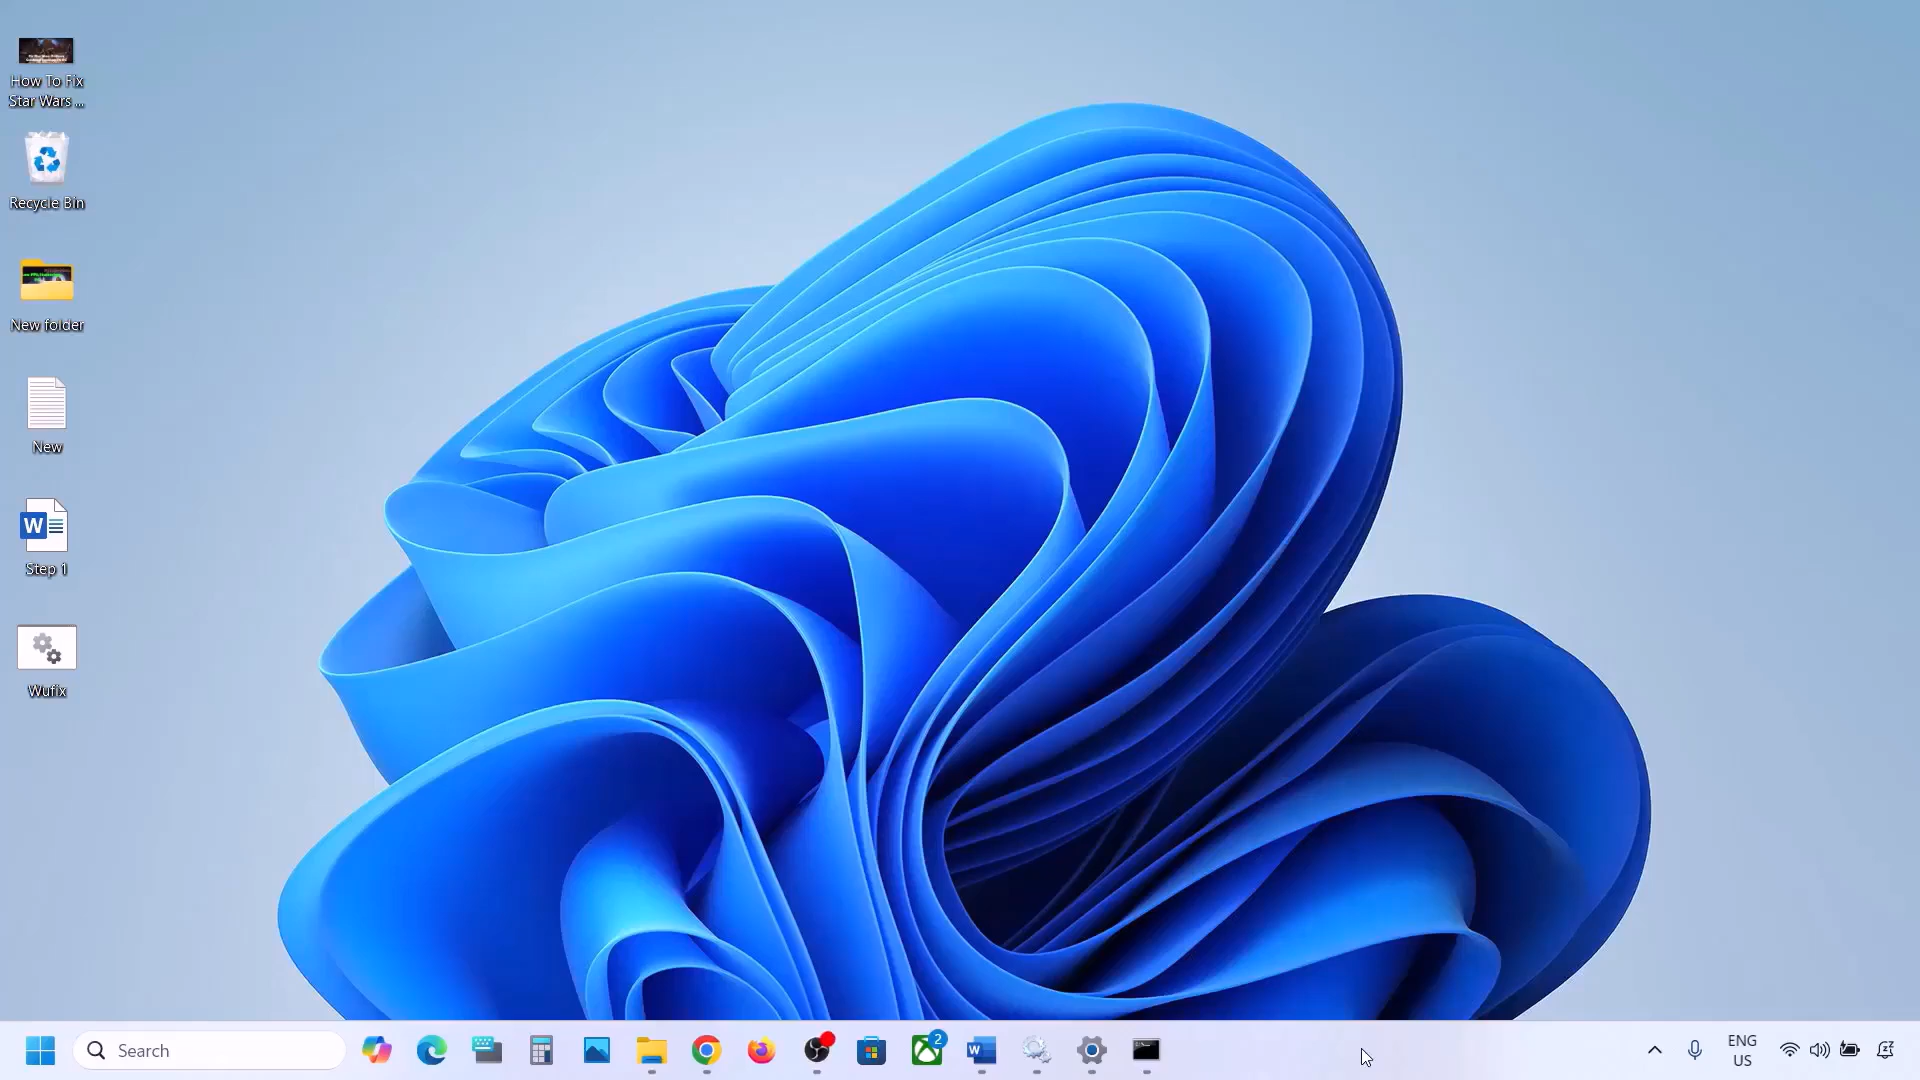 How To Fix
Star Wars ...
Recycle Bin
New folder
New
Step 1
Wufix
Search
2
ENG
US